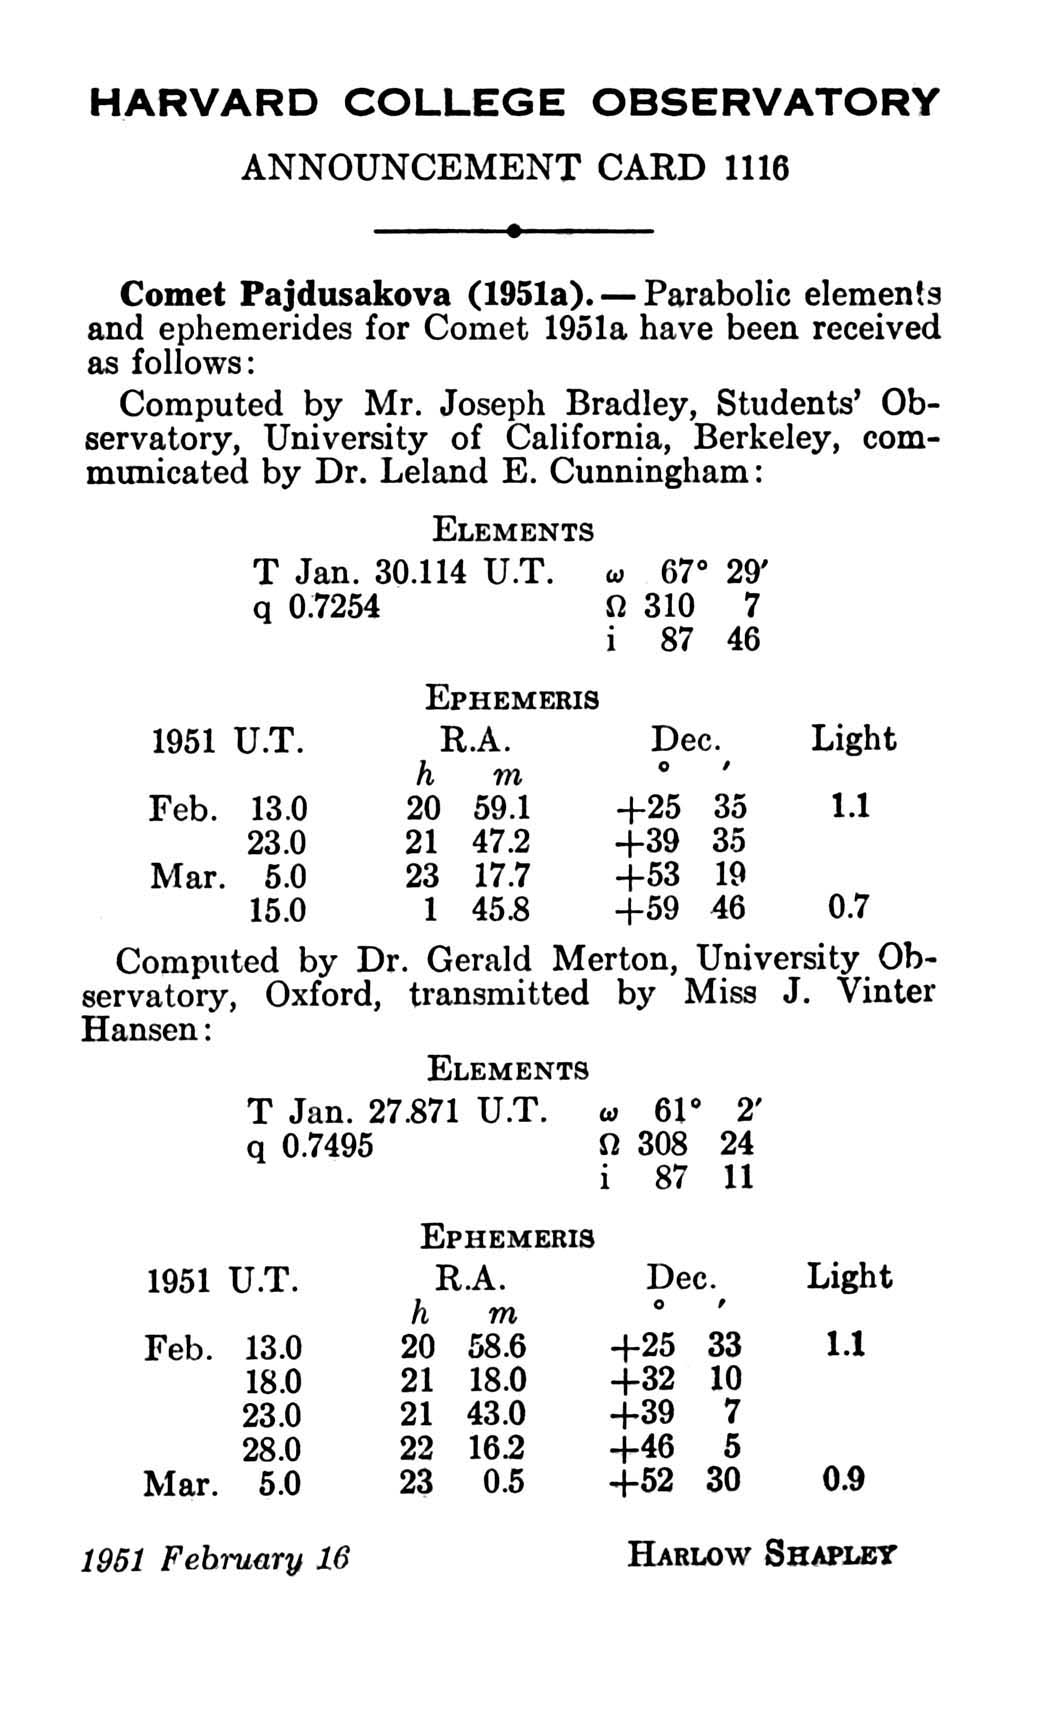 HARVARD COLLEGE OBSERVATORY
ANNOUNCEMENT CARD 1116
Comet Pajdusakova (1951a). — Parabolic elements
and ephemerides for Comet 1951a have been received
as follows:
Computed by Mr. Joseph Bradley, Students' Ob-
servatory, University of California, Berkeley, com-
municated by Dr. Leland E. Cunningham:
ELEMENTS
T Jan. 30.114 U.T. ω 67° 29′
q 0.7254 Ω 310 7
i 87 46
EPHEMERIS
1951 U.T. R.A. Dec. Light
h m ° ′
Feb. 13.0 20 59.1 +25 35 1.1
23.0 21 47.2 +39 35
Mar. 5.0 23 17.7 +53 19
15.0 1 45.8 +59 46 0.7
Computed by Dr. Gerald Merton, University Ob-
servatory, Oxford, transmitted by Miss J. Vinter
Hansen:
ELEMENTS
T Jan. 27.871 U.T. ω 61° 2′
q 0.7495 Ω 308 24
i 87 11
EPHEMERIS
1951 U.T. R.A. Dec. Light
h m ° ′
Feb. 13.0 20 58.6 +25 33 1.1
18.0 21 18.0 +32 10
23.0 21 43.0 +39 7
28.0 22 16.2 +46 5
Mar. 5.0 23 0.5 +52 30 0.9
1951 February 16 HARLOW SHAPLEY